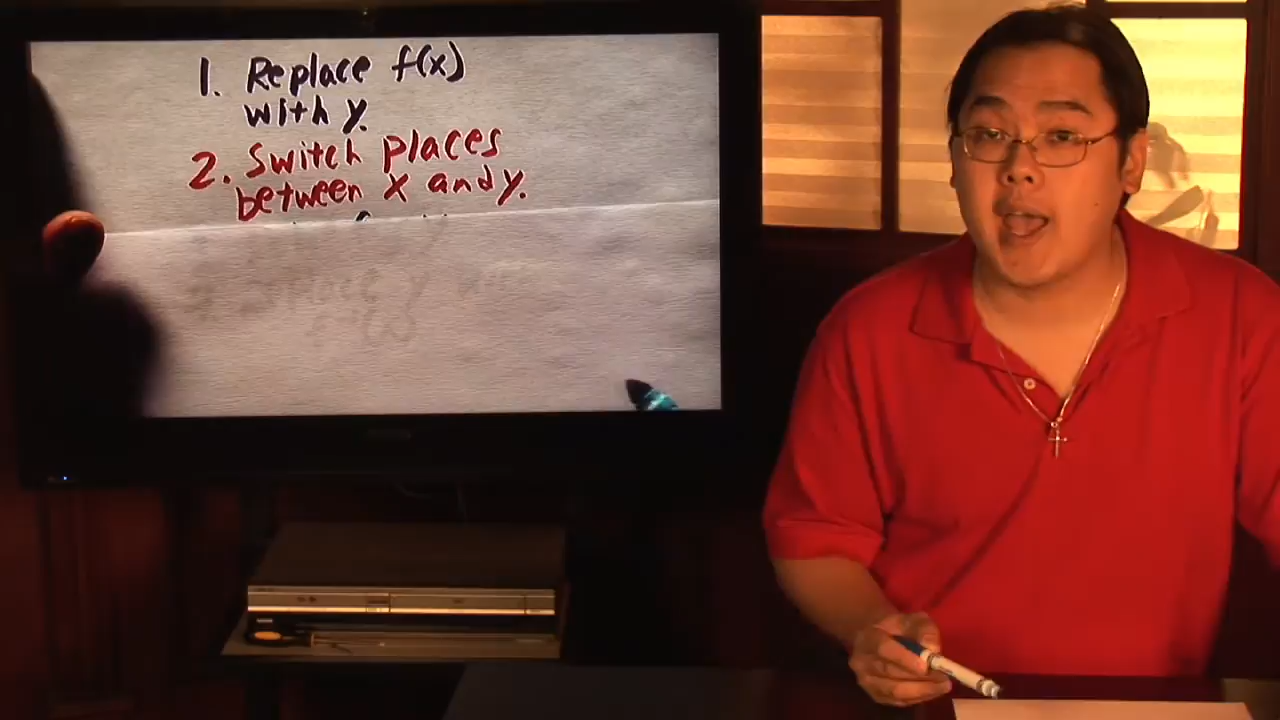 1. Replace f(x)
with y.
2. Switch places
between x and y.